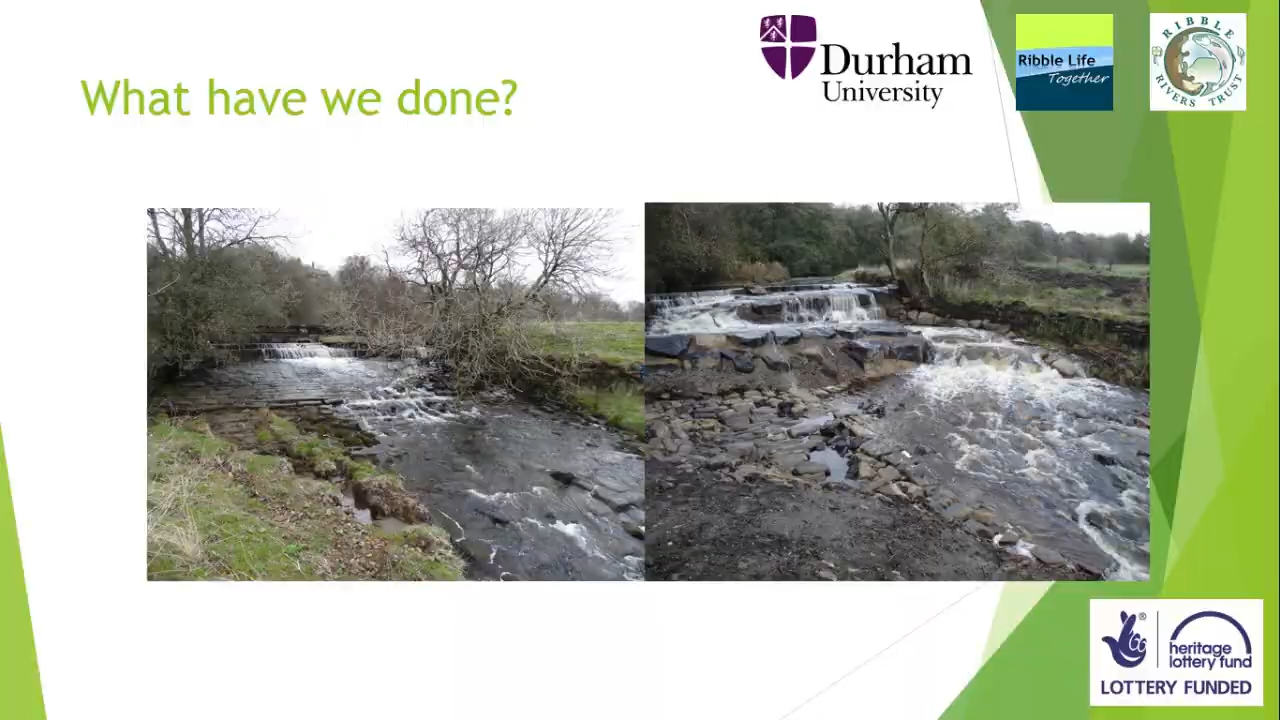 What have we done?
Durham
University
Ribble Life
Together
RIBBLE
RIVERS TRUST
®
heritage
lottery fund
LOTTERY FUNDED